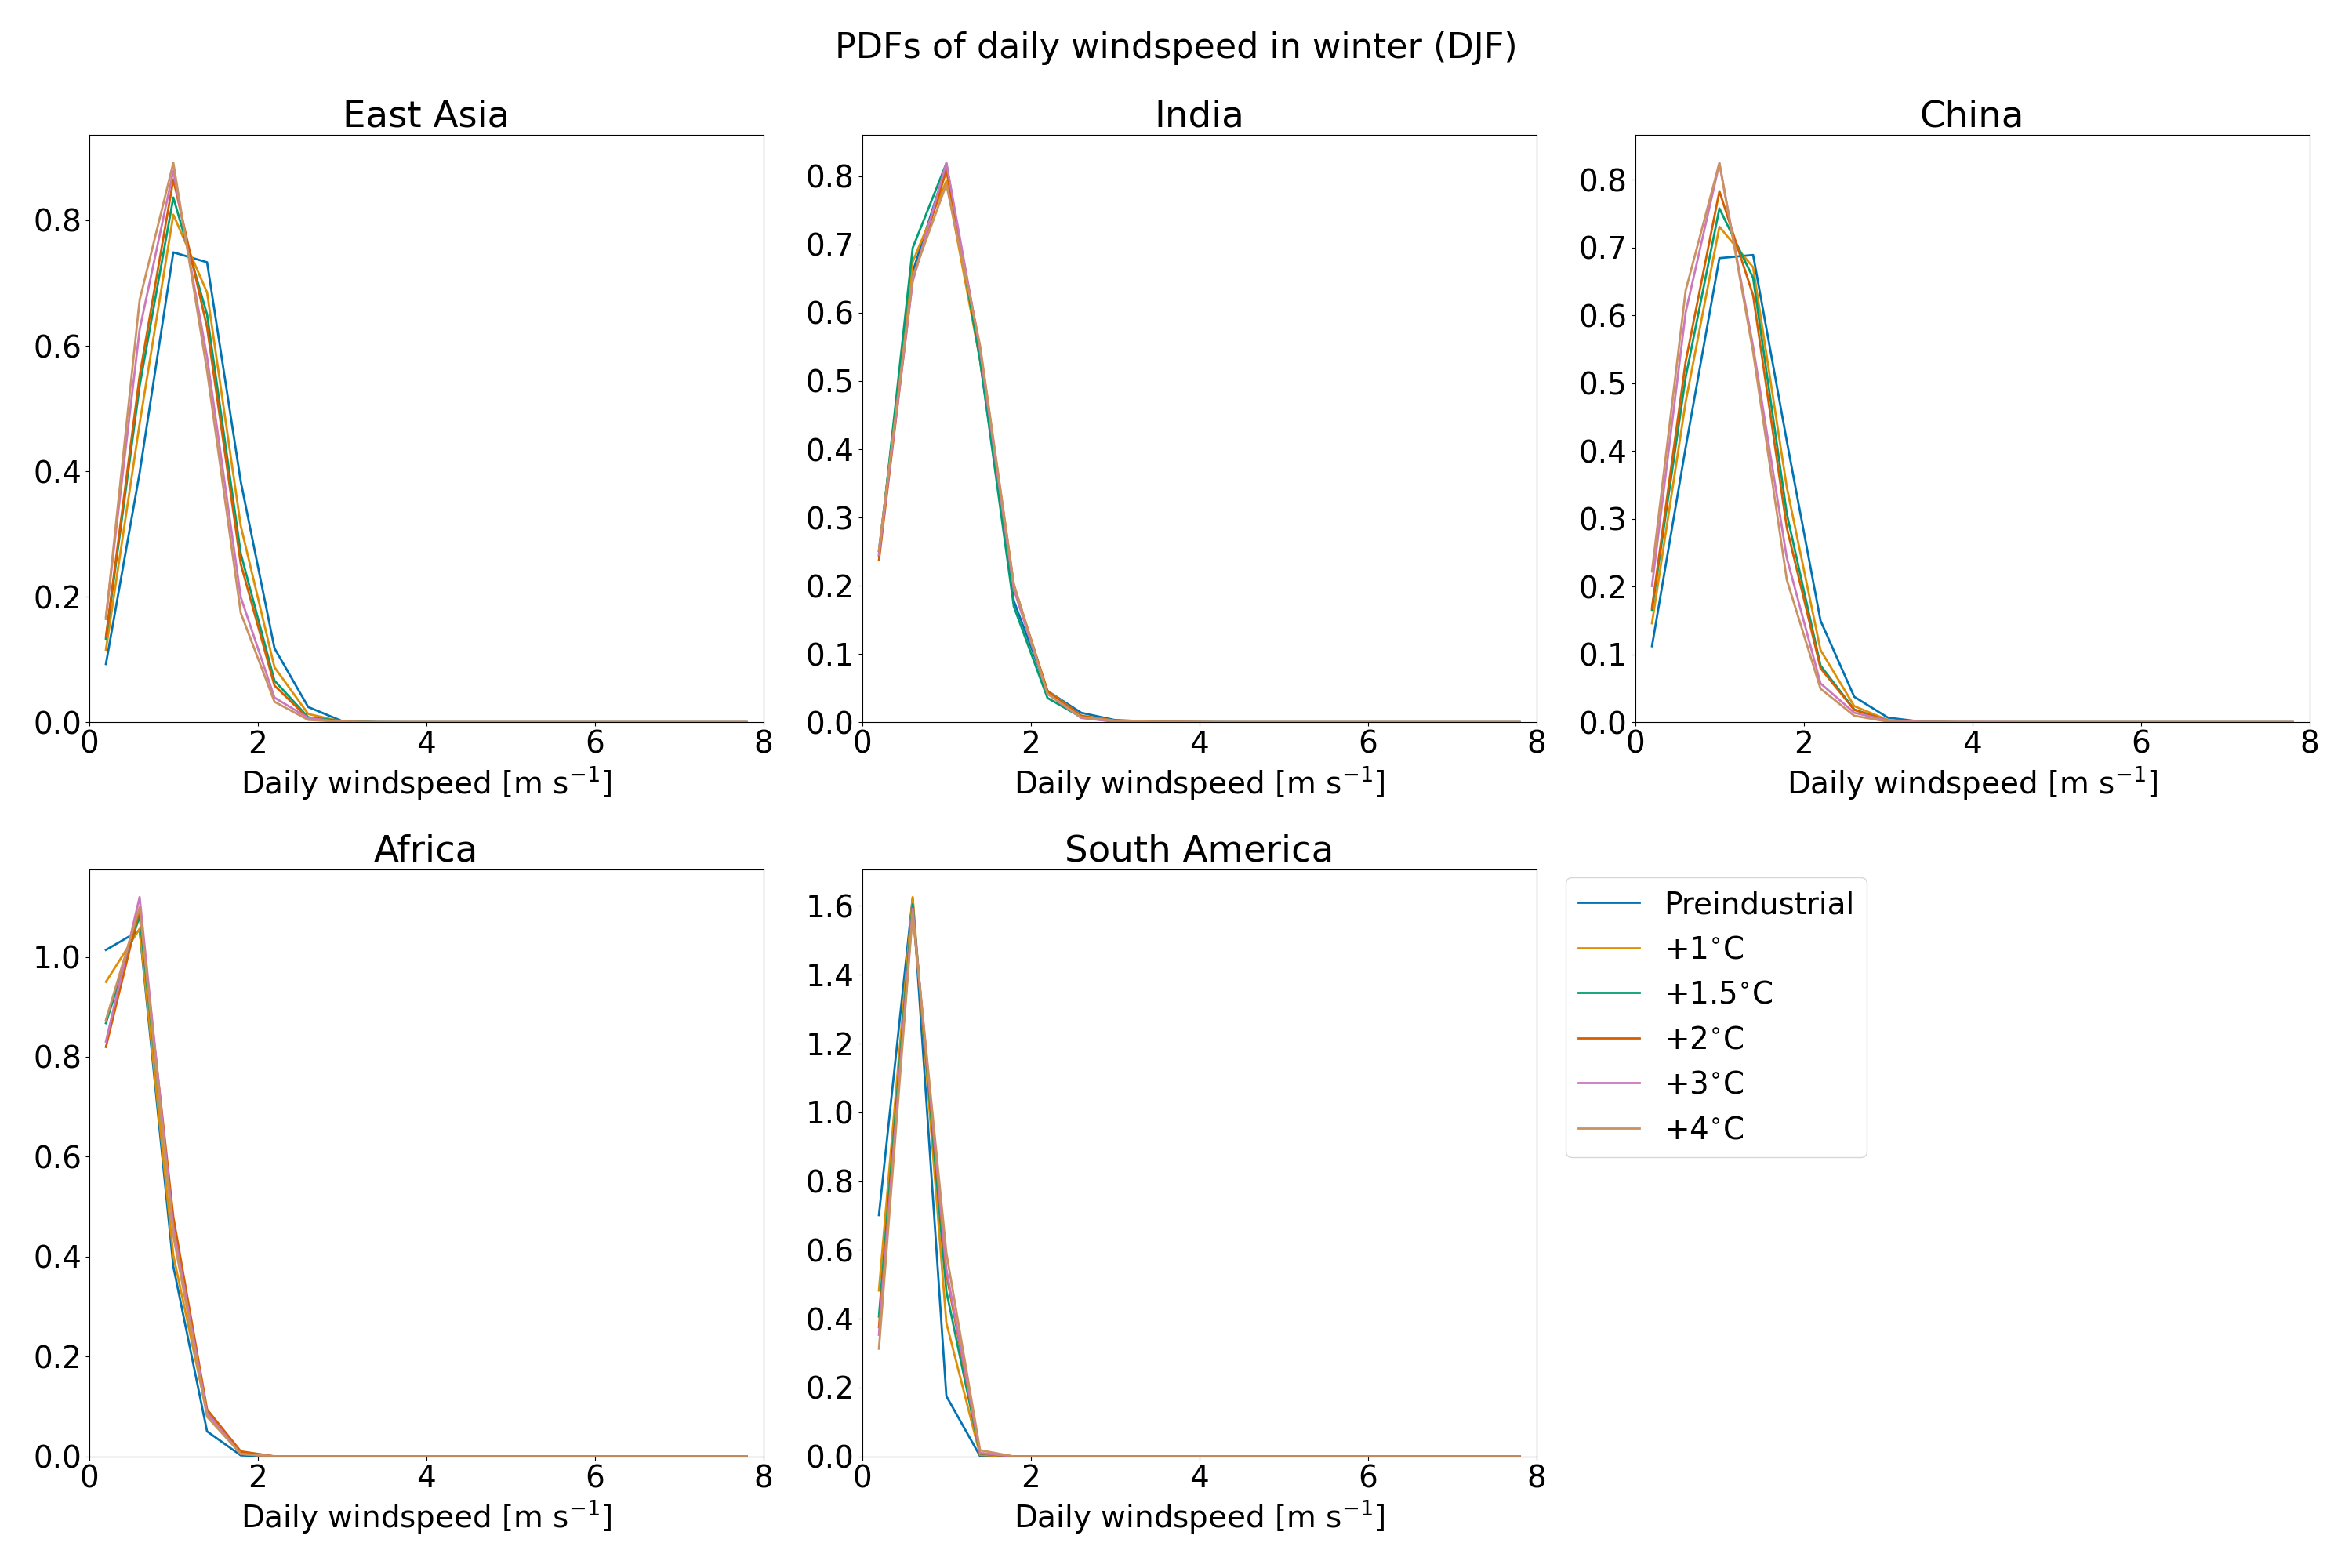 PDFs of daily windspeed in winter (DJF)
East Asia
0.8
0.6
0.4
0.2
0.0
0 2 4 6 8
Daily windspeed [m s⁻¹]
India
0.8
0.7
0.6
0.5
0.4
0.3
0.2
0.1
0.0
0 2 4 6 8
Daily windspeed [m s⁻¹]
China
0.8
0.7
0.6
0.5
0.4
0.3
0.2
0.1
0.0
0 2 4 6 8
Daily windspeed [m s⁻¹]
Africa
1.0
0.8
0.6
0.4
0.2
0.0
0 2 4 6 8
Daily windspeed [m s⁻¹]
South America
1.6
1.4
1.2
1.0
0.8
0.6
0.4
0.2
0.0
0 2 4 6 8
Daily windspeed [m s⁻¹]
Preindustrial
+1°C
+1.5°C
+2°C
+3°C
+4°C